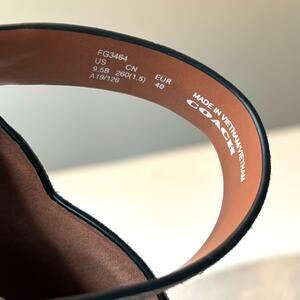 FG3464
US CN EUR
9.5B 260(1.5) 40
A19/126
MADE IN VIETNAM/VIETNAM
COACH